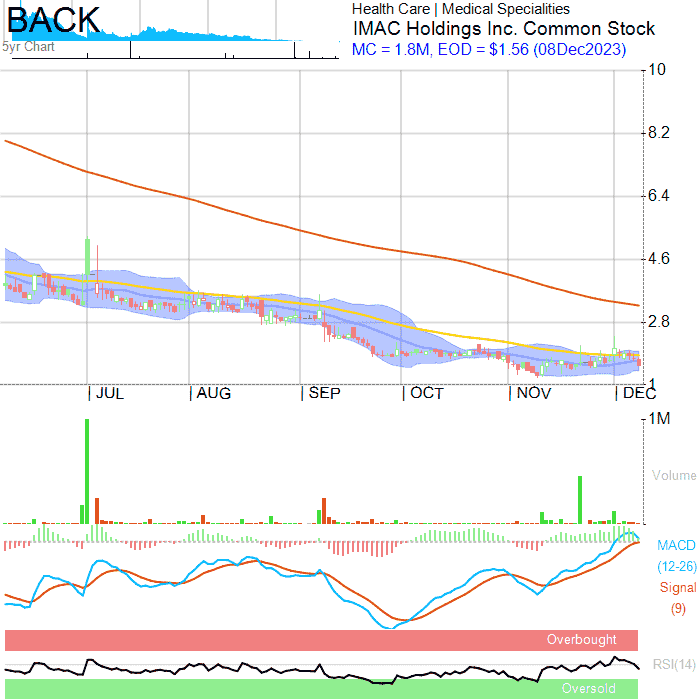 BACK
5yr Chart
Health Care | Medical Specialities
IMAC Holdings Inc. Common Stock
MC = 1.8M, EOD = $1.56 (08Dec2023)
10
8.2
6.4
4.6
2.8
1
JUL AUG SEP OCT NOV DEC
1M
Volume
MACD
(12-26)
Signal
(9)
Overbought
RSI(14)
Oversold